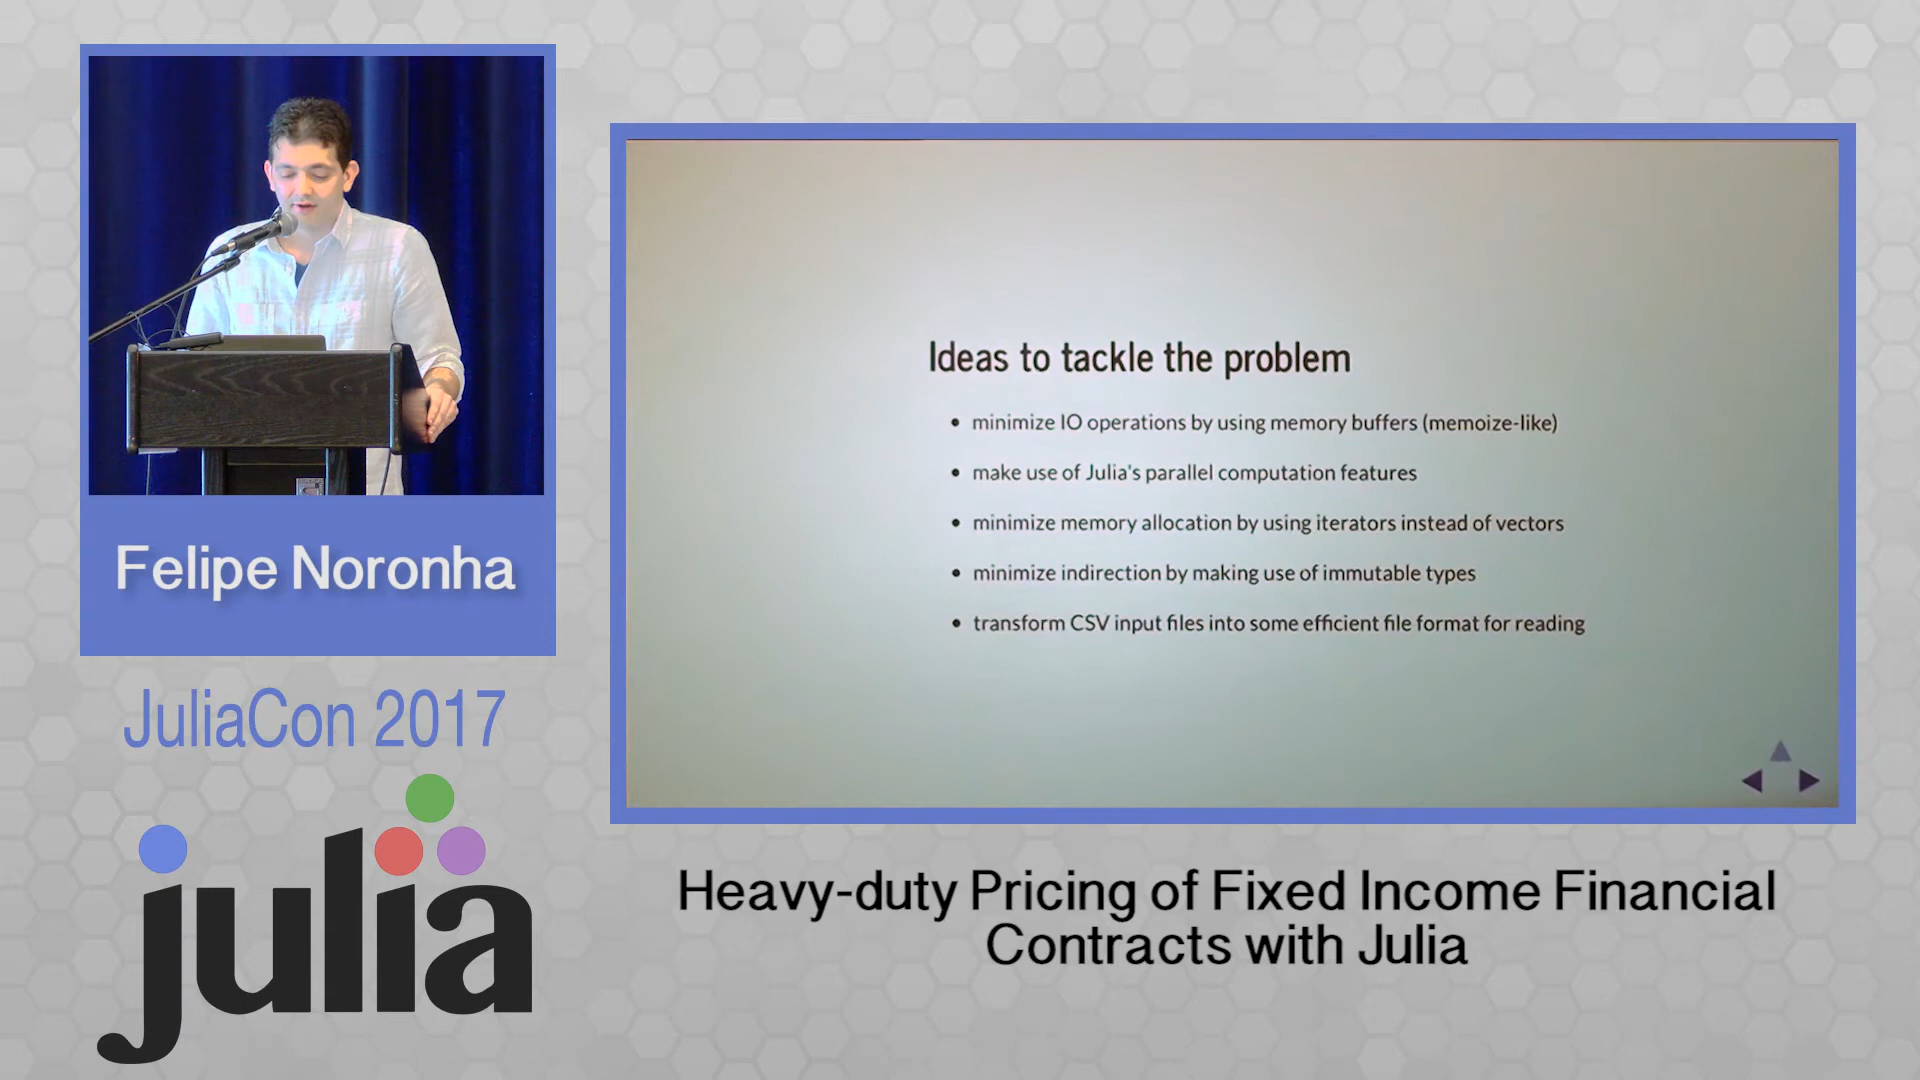 Felipe Noronha
JuliaCon 2017
julia
Ideas to tackle the problem
• minimize IO operations by using memory buffers (memoize-like)
• make use of Julia's parallel computation features
• minimize memory allocation by using iterators instead of vectors
• minimize indirection by making use of immutable types
• transform CSV input files into some efficient file format for reading
Heavy-duty Pricing of Fixed Income Financial
Contracts with Julia